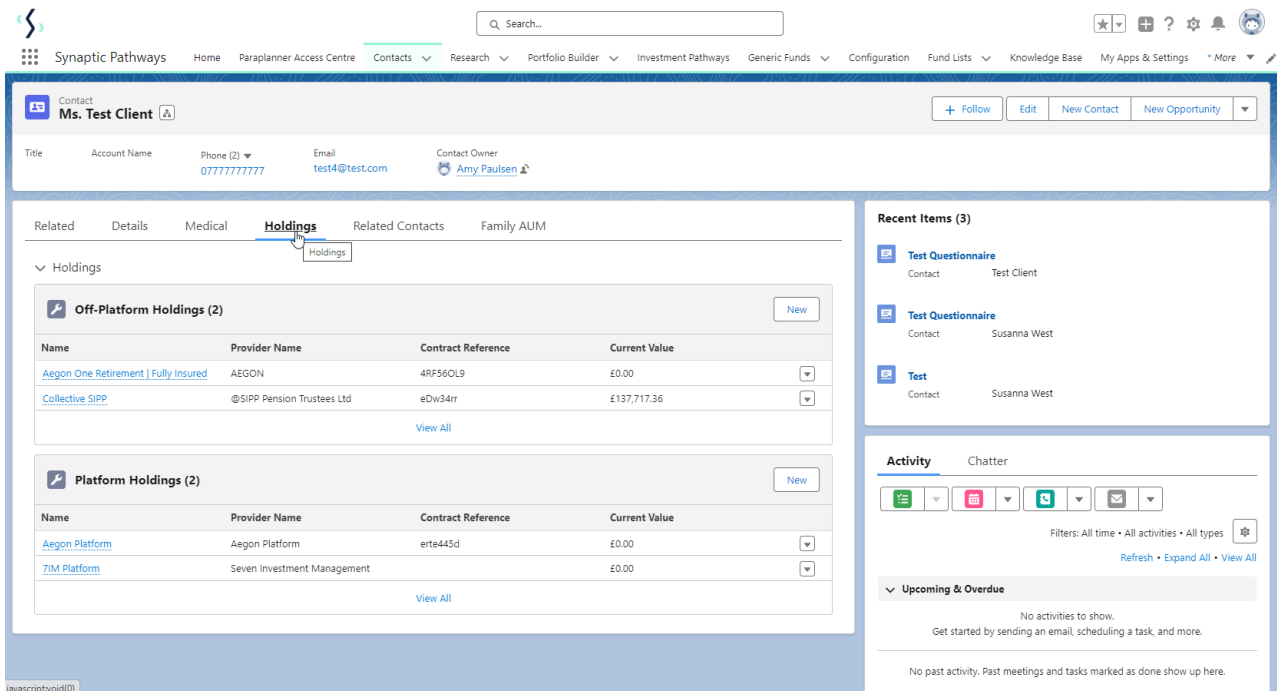 Search...
Synaptic Pathways Home Paraplanner Access Centre Contacts Research Portfolio Builder Investment Pathways Generic Funds Configuration Fund Lists Knowledge Base My Apps & Settings * More
Contact
Ms. Test Client
+ Follow Edit New Contact New Opportunity
Title Account Name Phone (2) Email Contact Owner
07777777777 test4@test.com Amy Paulsen
Related Details Medical Holdings Related Contacts Family AUM
Holdings
Holdings
Off-Platform Holdings (2) New
Name Provider Name Contract Reference Current Value
Aegon One Retirement | Fully Insured AEGON 4RF56OL9 £0.00
Collective SIPP @SIPP Pension Trustees Ltd eDw34rr £137,717.36
View All
Platform Holdings (2) New
Name Provider Name Contract Reference Current Value
Aegon Platform Aegon Platform erte445d £0.00
7IM Platform Seven Investment Management £0.00
View All
Recent Items (3)
Test Questionnaire
Contact Test Client
Test Questionnaire
Contact Susanna West
Test
Contact Susanna West
Activity Chatter
Filters: All time • All activities • All types
Refresh • Expand All • View All
Upcoming & Overdue
No activities to show.
Get started by sending an email, scheduling a task, and more.
No past activity. Past meetings and tasks marked as done show up here.
javascript:void(0)